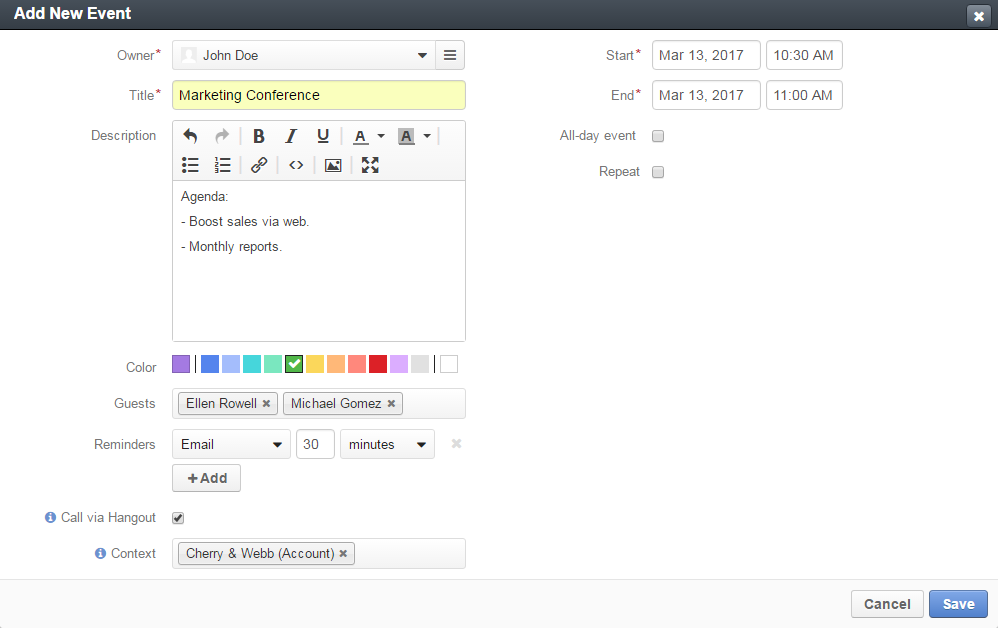 Add New Event
Owner* John Doe
Title* Marketing Conference
Description
B I U A A
Agenda:
- Boost sales via web.
- Monthly reports.
Color
Guests Ellen Rowell Michael Gomez
Reminders Email 30 minutes
+Add
Call via Hangout
Context Cherry & Webb (Account)
Start* Mar 13, 2017 10:30 AM
End* Mar 13, 2017 11:00 AM
All-day event
Repeat
Cancel Save